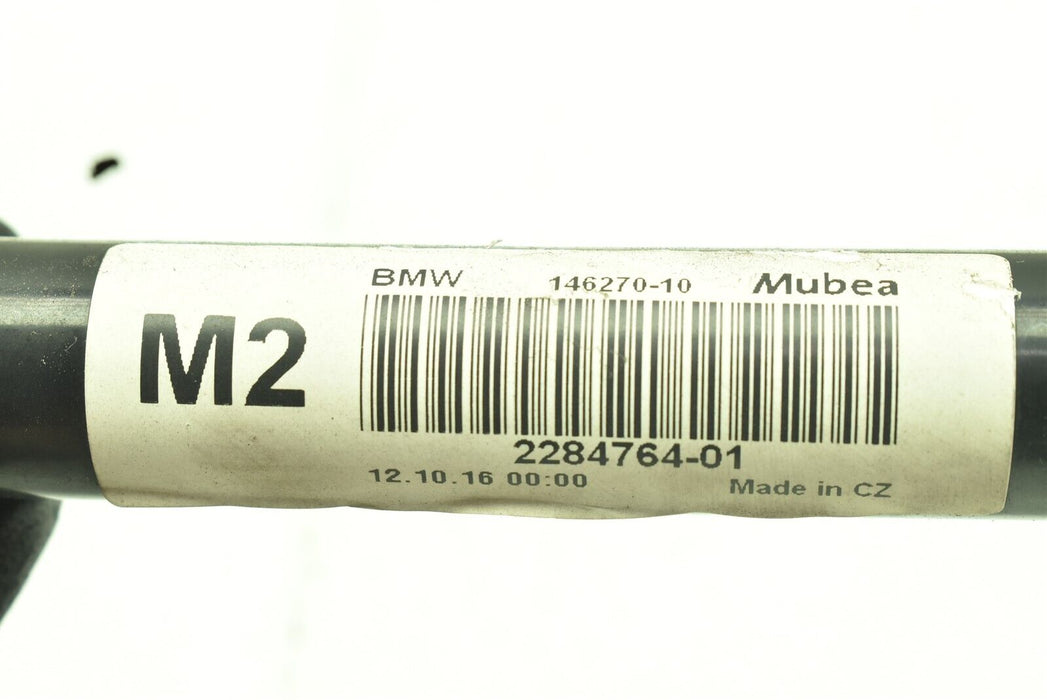 BMW 146270-10 Mubea
M2
2284764-01
12.10.16 00:00 Made in CZ